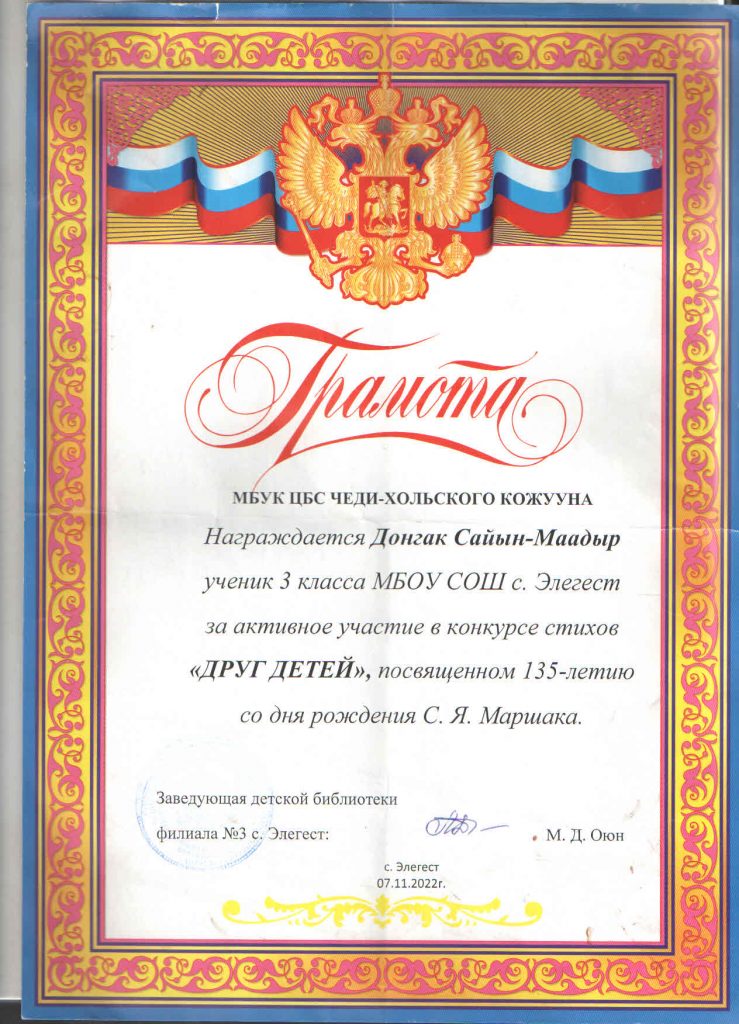 Грамота
МБУК ЦБС ЧЕДИ-ХОЛЬСКОГО КОЖУУНА
Награждается Донгак Сайын-Маадыр
ученик 3 класса МБОУ СОШ с. Элегест
за активное участие в конкурсе стихов
«ДРУГ ДЕТЕЙ», посвященном 135-летию
со дня рождения С. Я. Маршака.
Заведующая детской библиотеки
филиала №3 с. Элегест: М. Д. Оюн
с. Элегест
07.11.2022г.